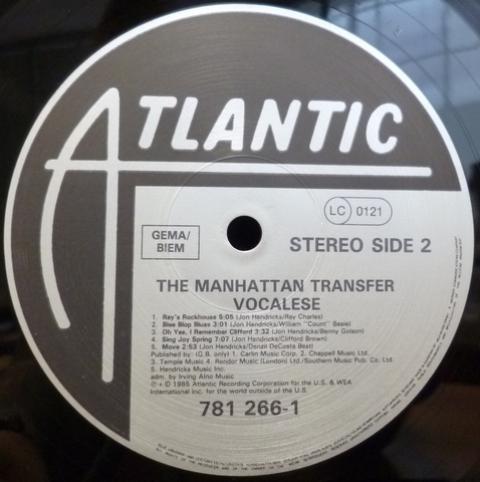 ATLANTIC
LC 0121
GEMA/
BIEM
STEREO SIDE 2
THE MANHATTAN TRANSFER
VOCALESE
1. Ray's Rockhouse 5:05 (Jon Hendricks/Ray Charles)
2. Blee Blop Blues 3:01 (Jon Hendricks/William "Count" Basie)
3. Oh Yes, I Remember Clifford 3:32 (Jon Hendricks/Benny Golson)
4. Sing Joy Spring 7:07 (Jon Hendricks/Clifford Brown)
5. Move 2:53 (Jon Hendricks/Denzil DeCosta Best)
Published by: (G.B. only) 1. Carlin Music Corp. 2. Chappell Music Ltd.
3. Temple Music 4. Rondor Music (London) Ltd./Southern Music Pub. Co. Ltd.
5. Hendricks Music Inc.
adm. by Irving Almo Music
℗ + © 1985 Atlantic Recording Corporation for the U.S. & WEA
International Inc. for the world outside of the U.S.
781 266-1